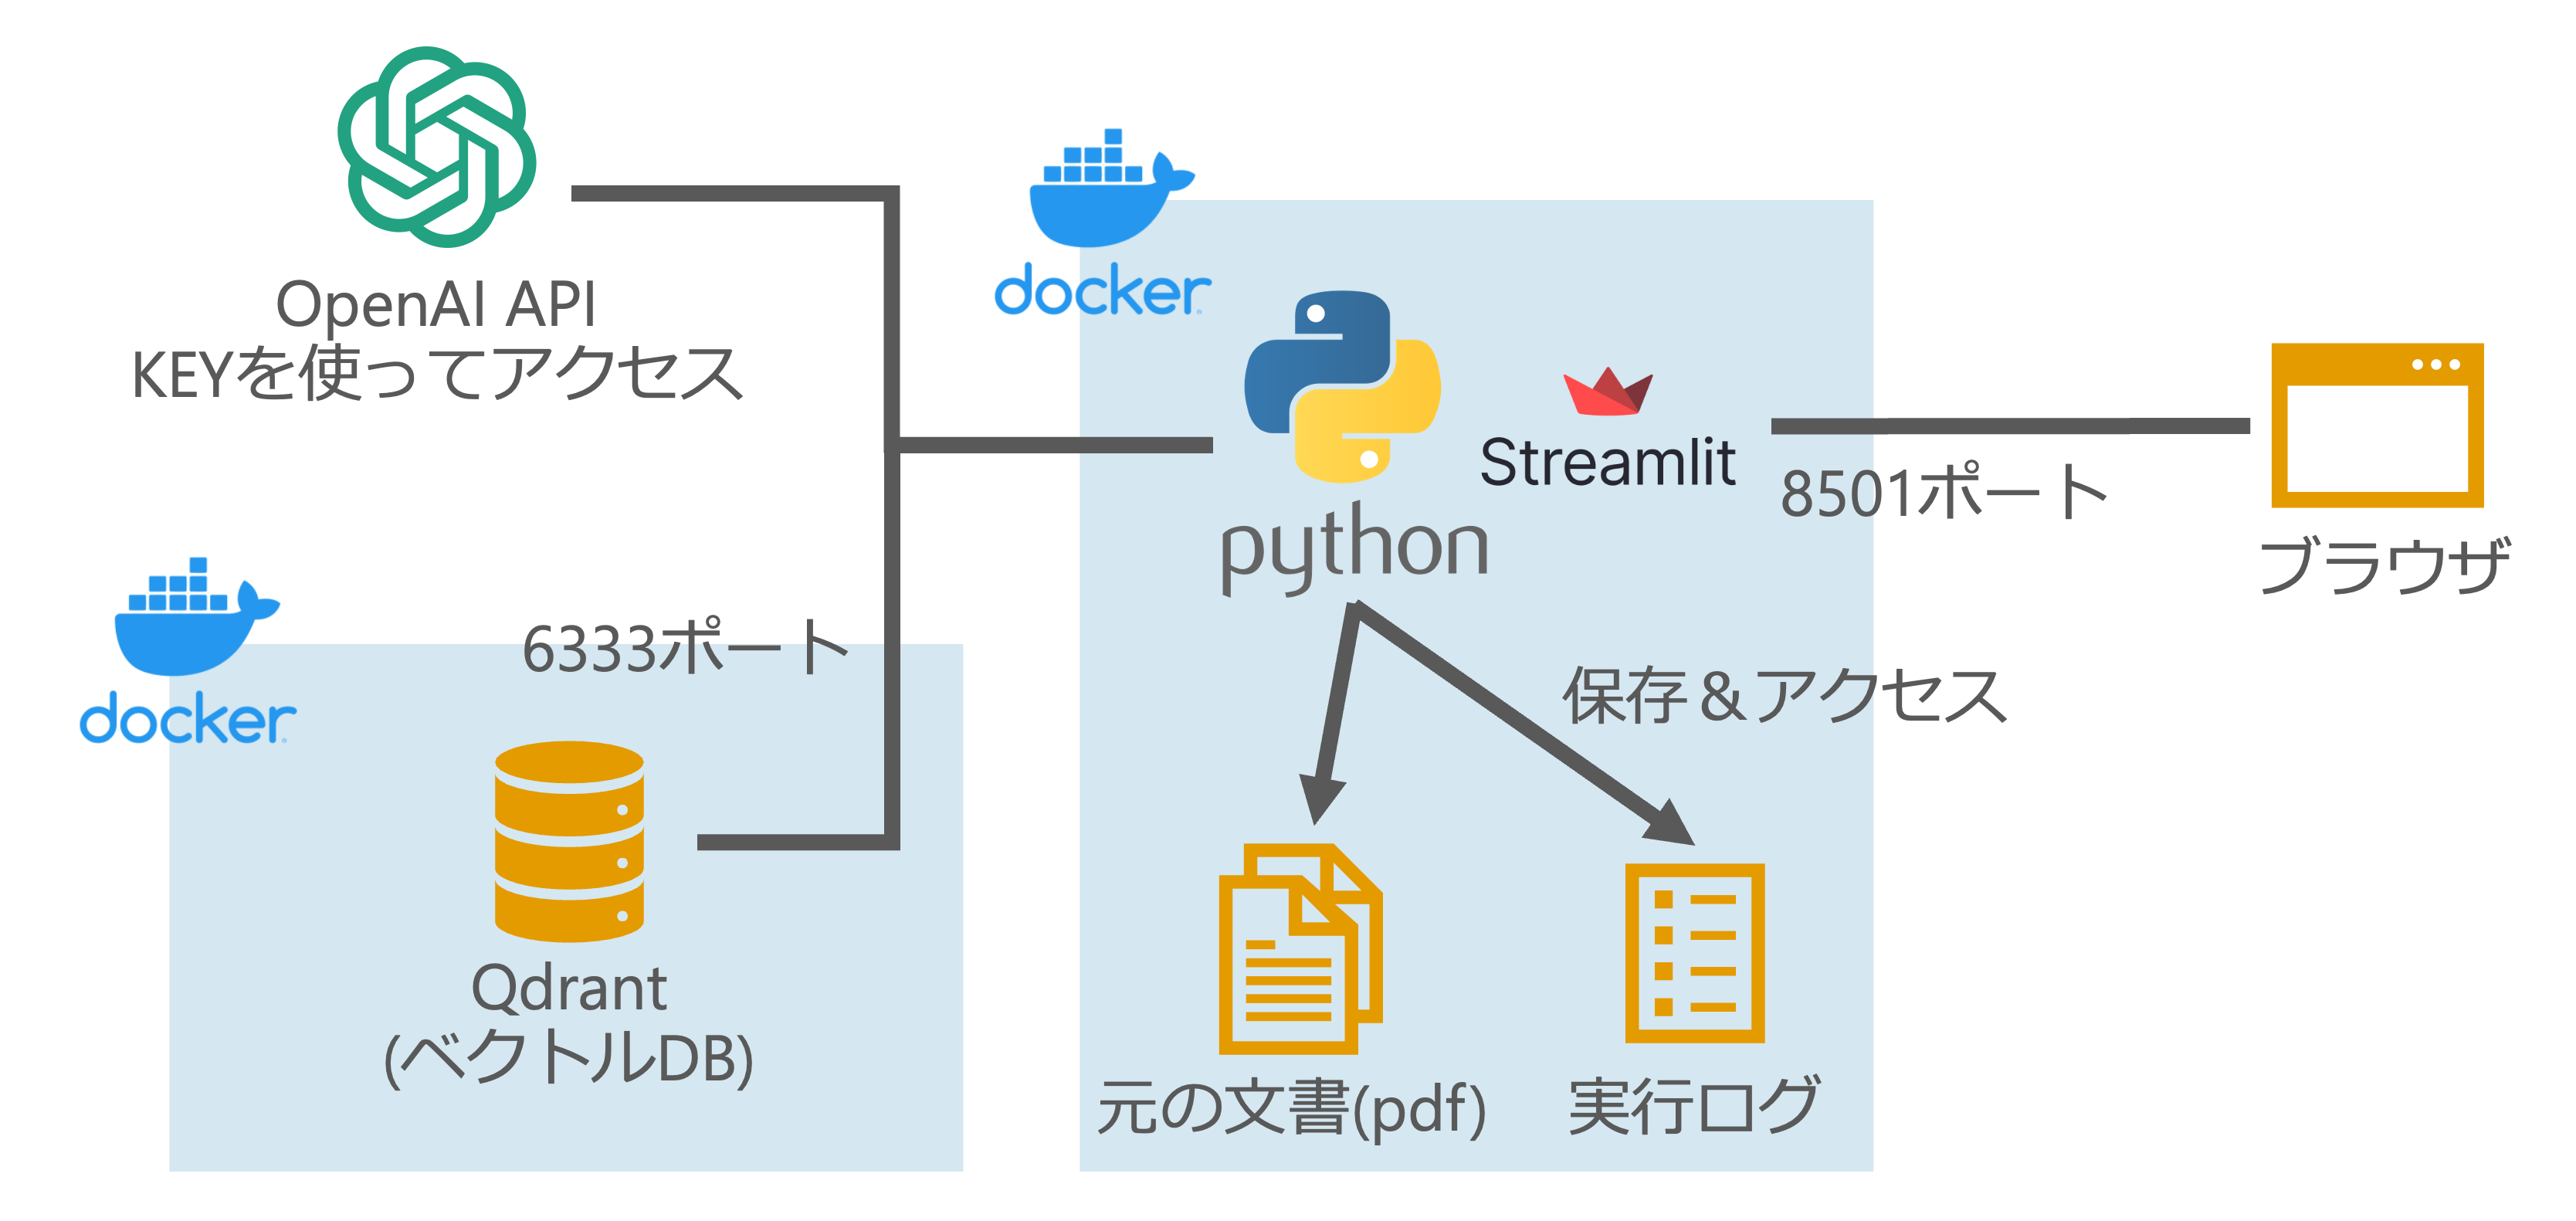 OpenAI API
KEYを使ってアクセス
docker
python
Streamlit
8501ポート
ブラウザ
docker
6333ポート
保存&アクセス
Qdrant
(ベクトルDB)
元の文書(pdf)
実行ログ